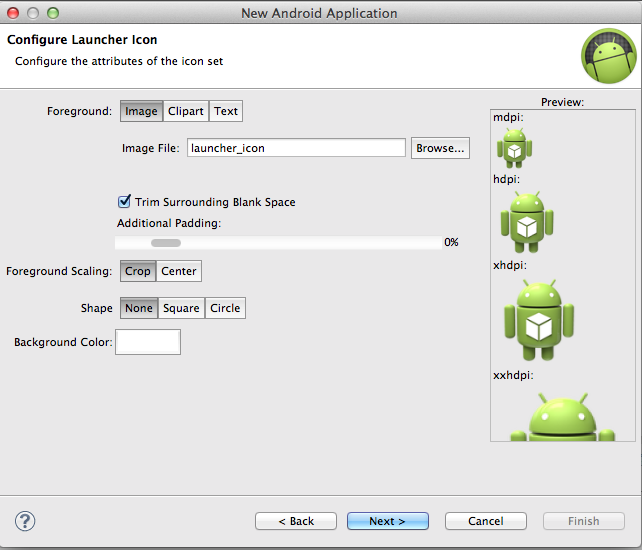 New Android Application
Configure Launcher Icon
Configure the attributes of the icon set
Foreground: Image Clipart Text
Image File: launcher_icon Browse...
Trim Surrounding Blank Space
Additional Padding:
0%
Foreground Scaling: Crop Center
Shape None Square Circle
Background Color:
Preview:
mdpi:
hdpi:
xhdpi:
xxhdpi:
? < Back Next > Cancel Finish